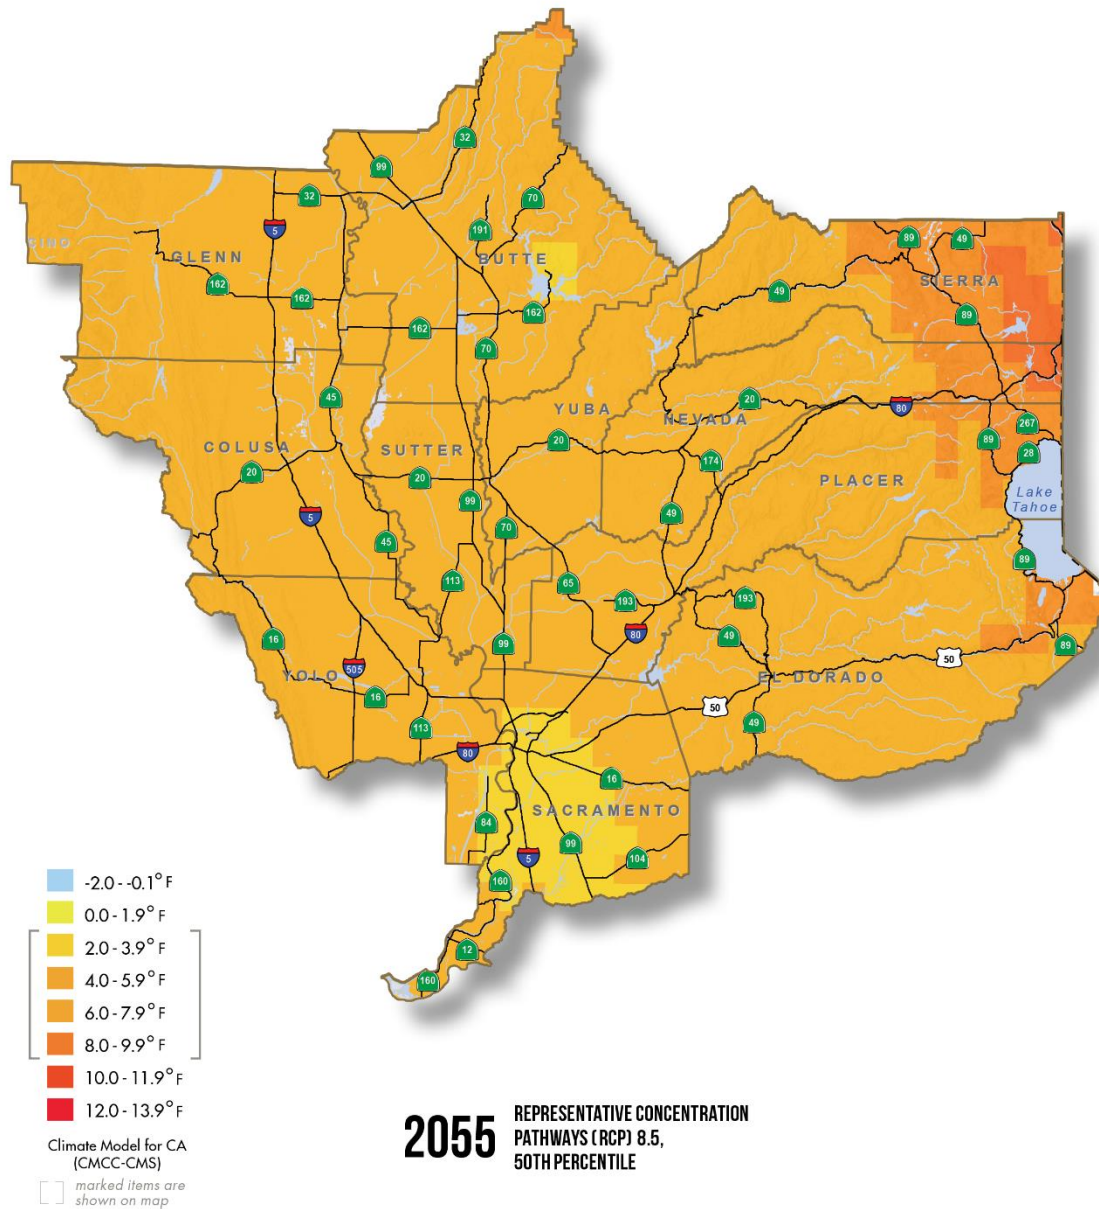 32
99
32
70
191
5
89
49
CINO
GLENN
BUTTE
SIERRA
162
162
49
162
162
89
70
45
20
80
YUBA
NEVADA
267
COLUSA
SUTTER
20
89
28
20
20
174
PLACER
99
Lake
Tahoe
5
49
70
45
89
113
65
193
193
16
99
80
49
89
505
50
YOLO
EL DORADO
16
50
113
49
80
16
SACRAMENTO
84
99
5
104
160
12
160
-2.0 - -0.1° F
0.0 - 1.9° F
2.0 - 3.9° F
4.0 - 5.9° F
6.0 - 7.9° F
8.0 - 9.9° F
10.0 - 11.9° F
12.0 - 13.9° F
Climate Model for CA
(CMCC-CMS)
marked items are
shown on map
2055
REPRESENTATIVE CONCENTRATION
PATHWAYS (RCP) 8.5,
50TH PERCENTILE